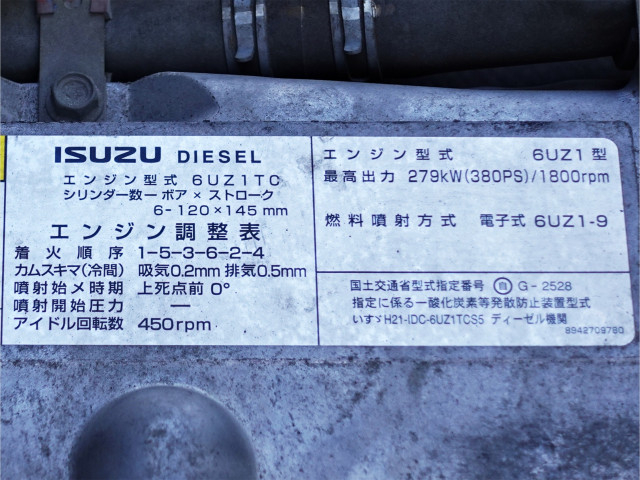 ISUZU DIESEL
エンジン型式 6UZ1TC
シリンダー数ー ボア × ストローク
6-120×145mm
エンジン調整表
着火順序 1-5-3-6-2-4
カムスキマ(冷間) 吸気0.2mm 排気0.5mm
噴射始メ時期 上死点前 0°
噴射開始圧力 ―
アイドル回転数 450rpm
エンジン型式 6UZ1型
最高出力 279kW(380PS)/1800rpm
燃料噴射方式 電子式 6UZ1-9
国土交通省型式指定番号 自 G-2528
指定に係る一酸化炭素等発散防止装置型式
いすゞH21-IDC-6UZ1TCS5 ディーゼル機関
8942709780